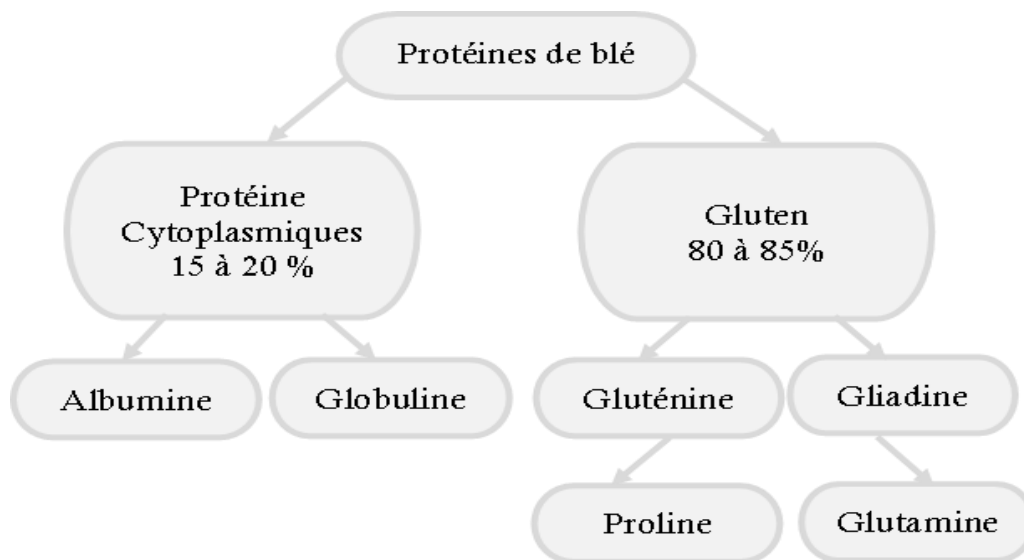 Protéines de blé
Protéine
Cytoplasmiques
15 à 20 %
Gluten
80 à 85%
Albumine
Globuline
Gluténine
Gliadine
Proline
Glutamine